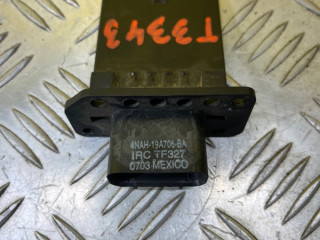 T3343
4NAH-19A706-BA
IRC TF327
0703 MEXICO